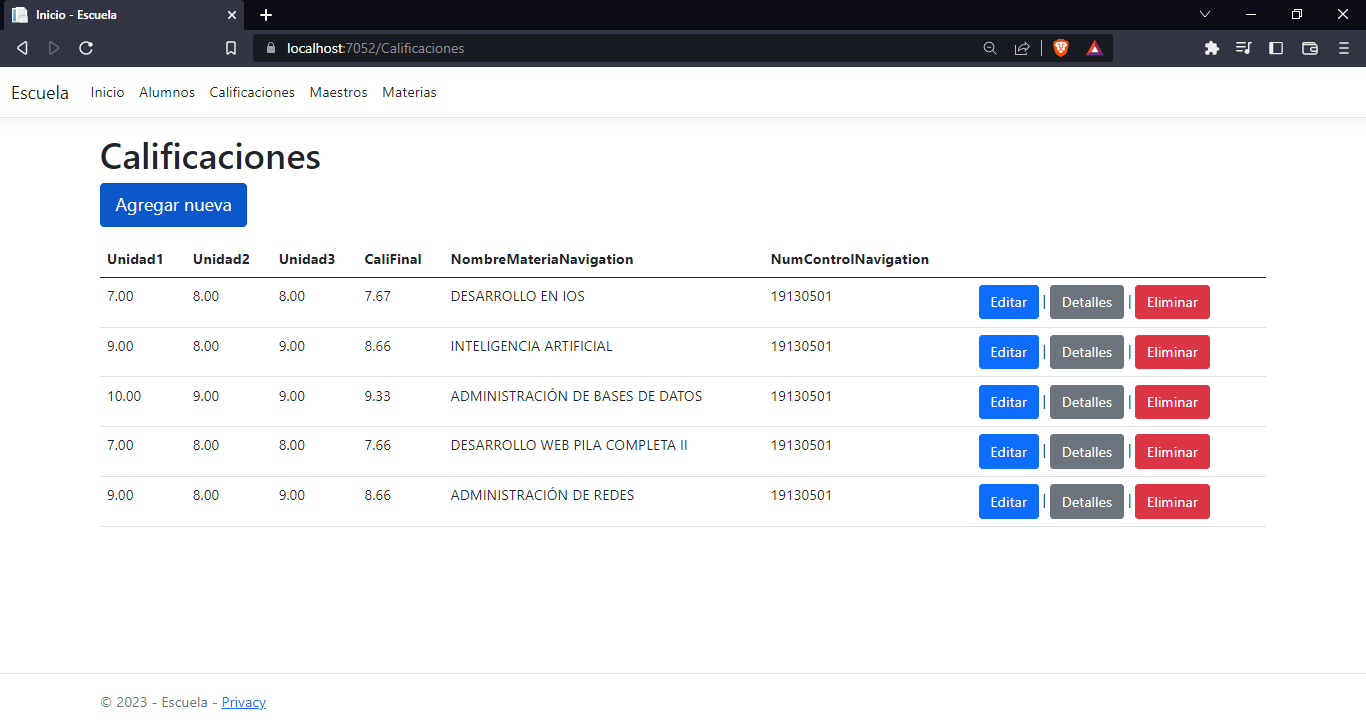 Inicio - Escuela
localhost:7052/Calificaciones
Escuela Inicio Alumnos Calificaciones Maestros Materias
Calificaciones
Agregar nueva
Unidad1 Unidad2 Unidad3 CaliFinal NombreMateriaNavigation NumControlNavigation
7.00 8.00 8.00 7.67 DESARROLLO EN IOS 19130501 Editar | Detalles | Eliminar
9.00 8.00 9.00 8.66 INTELIGENCIA ARTIFICIAL 19130501 Editar | Detalles | Eliminar
10.00 9.00 9.00 9.33 ADMINISTRACIÓN DE BASES DE DATOS 19130501 Editar | Detalles | Eliminar
7.00 8.00 8.00 7.66 DESARROLLO WEB PILA COMPLETA II 19130501 Editar | Detalles | Eliminar
9.00 8.00 9.00 8.66 ADMINISTRACIÓN DE REDES 19130501 Editar | Detalles | Eliminar
© 2023 - Escuela - Privacy